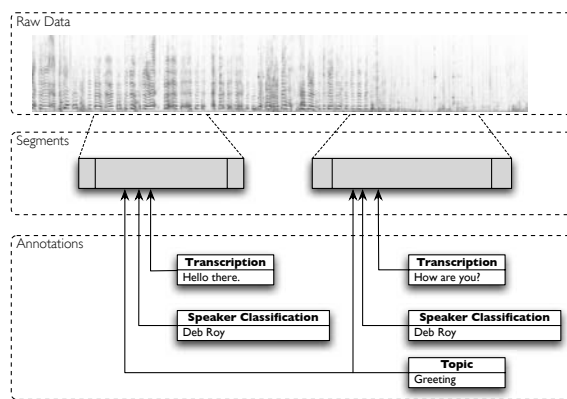 Raw Data
Segments
Annotations
Transcription
Hello there.
Transcription
How are you?
Speaker Classification
Deb Roy
Speaker Classification
Deb Roy
Topic
Greeting